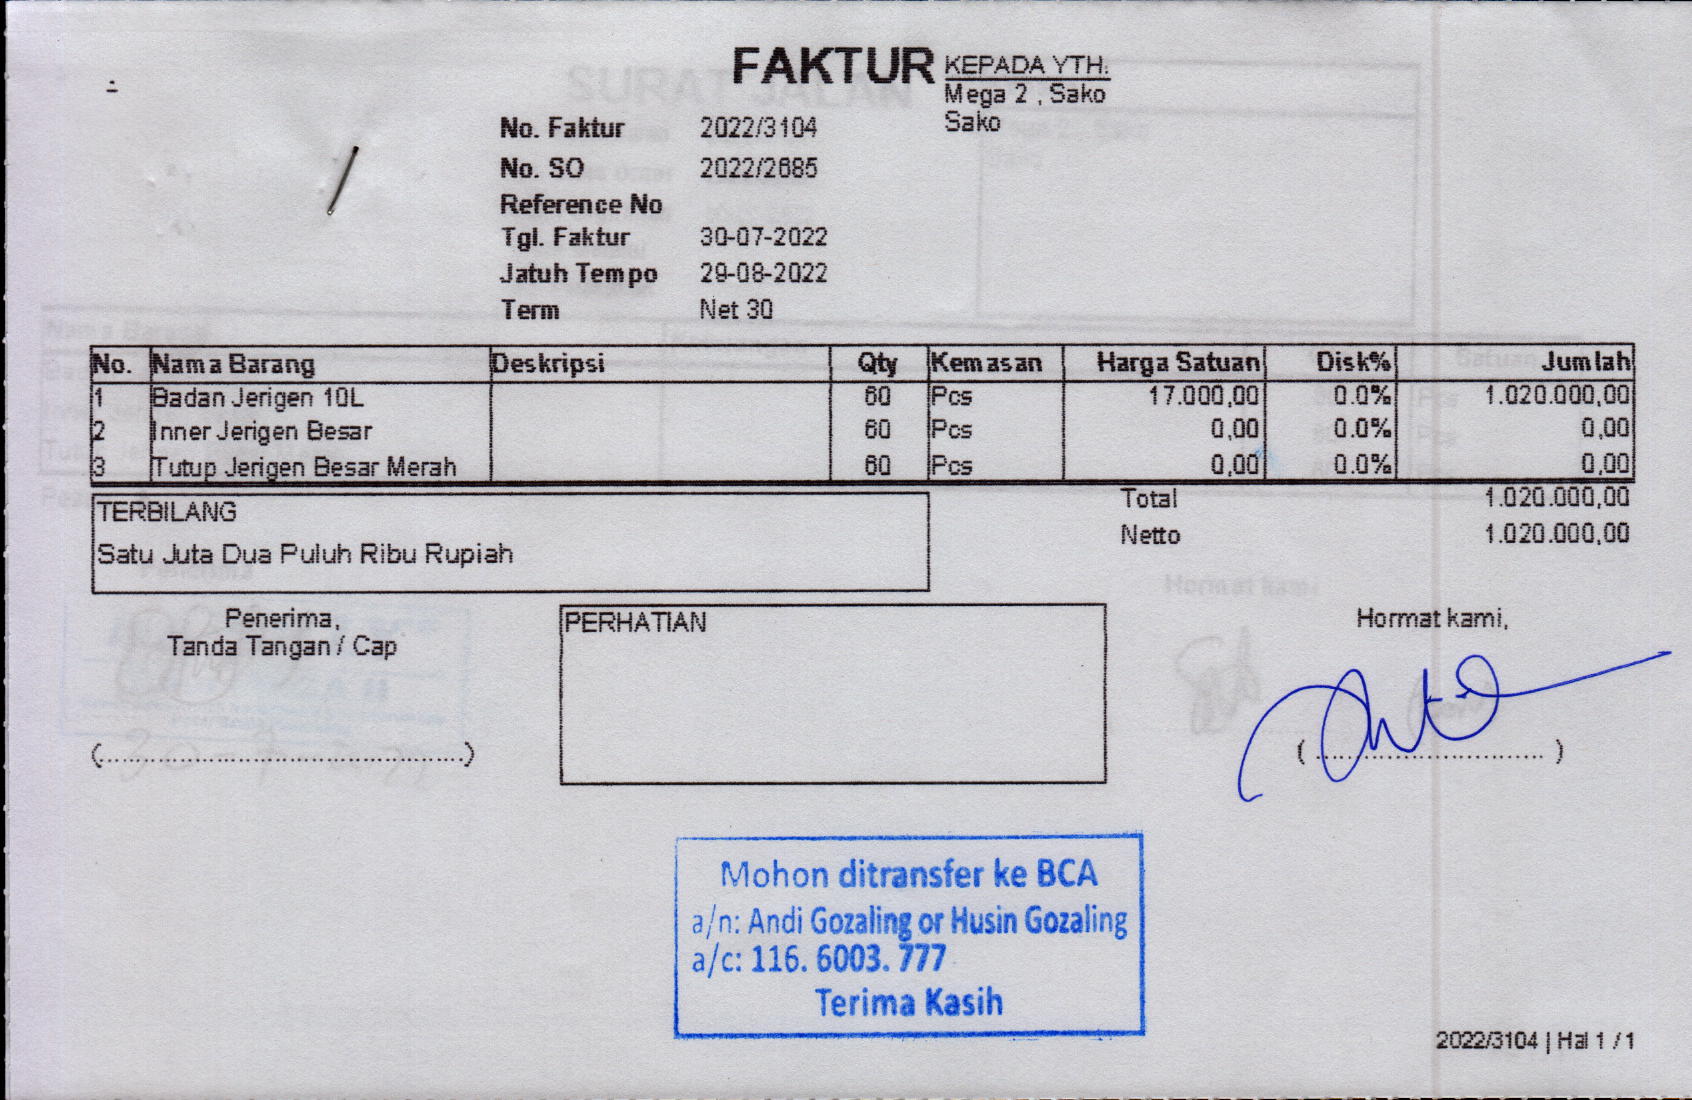 FAKTUR
KEPADA YTH:
Mega 2 , Sako
Sako
No. Faktur 2022/3104
No. SO 2022/2685
Reference No
Tgl. Faktur 30-07-2022
Jatuh Tempo 29-08-2022
Term Net 30
No. Nama Barang Deskripsi Qty Kemasan Harga Satuan Disk% Jumlah
1 Badan Jerigen 10L 60 Pcs 17.000,00 0.0% 1.020.000,00
2 Inner Jerigen Besar 60 Pcs 0,00 0.0% 0,00
3 Tutup Jerigen Besar Merah 60 Pcs 0,00 0.0% 0,00
Total 1.020.000,00
Netto 1.020.000,00
TERBILANG
Satu Juta Dua Puluh Ribu Rupiah
Penerima,
Tanda Tangan / Cap
(..........................................)
PERHATIAN
Hormat kami,
(..............................)
Mohon ditransfer ke BCA
a/n: Andi Gozaling or Husin Gozaling
a/c: 116. 6003. 777
Terima Kasih
2022/3104 | Hal 1 / 1